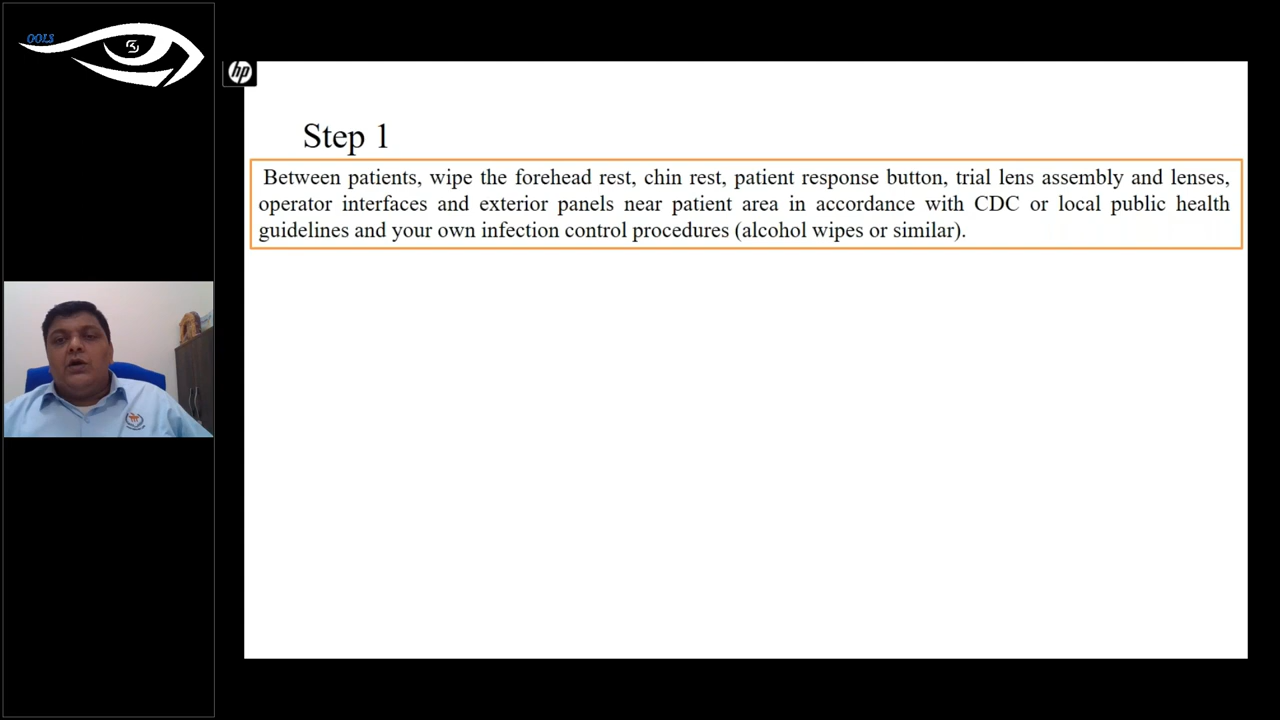 OOLS
hp
Step 1
Between patients, wipe the forehead rest, chin rest, patient response button, trial lens assembly and lenses,
operator interfaces and exterior panels near patient area in accordance with CDC or local public health
guidelines and your own infection control procedures (alcohol wipes or similar).